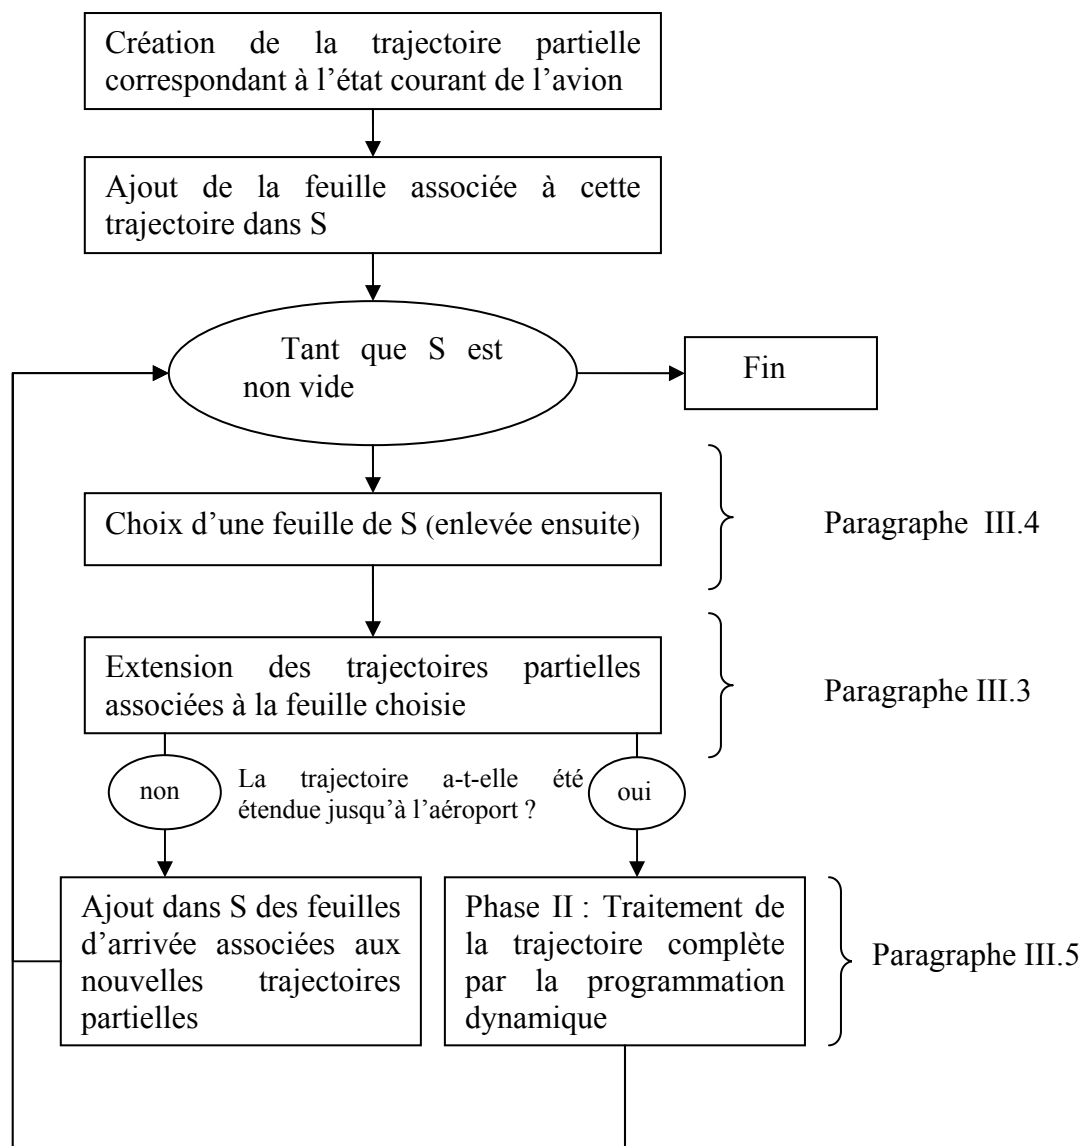 Création de la trajectoire partielle
correspondant à l’état courant de l’avion
Ajout de la feuille associée à cette
trajectoire dans S
Tant que S est
non vide
Fin
Choix d’une feuille de S (enlevée ensuite)
Paragraphe III.4
Extension des trajectoires partielles
associées à la feuille choisie
Paragraphe III.3
non
La trajectoire a-t-elle été
étendue jusqu’à l’aéroport ?
oui
Ajout dans S des feuilles
d’arrivée associées aux
nouvelles trajectoires
partielles
Phase II : Traitement de
la trajectoire complète
par la programmation
dynamique
Paragraphe III.5